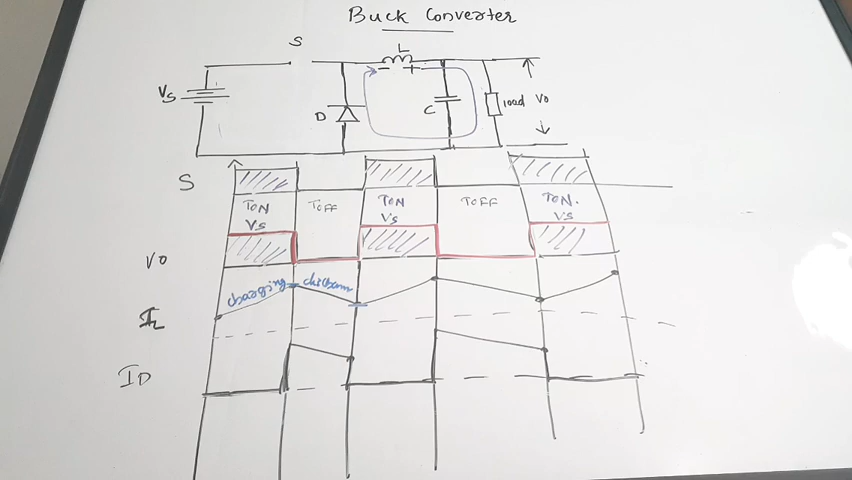 Buck Converter
S
L
- +
Vs
D
C
load
Vo
S
TON TOFF TON TOFF TON.
Vs Vs Vs
Vo
charging
IL
ID